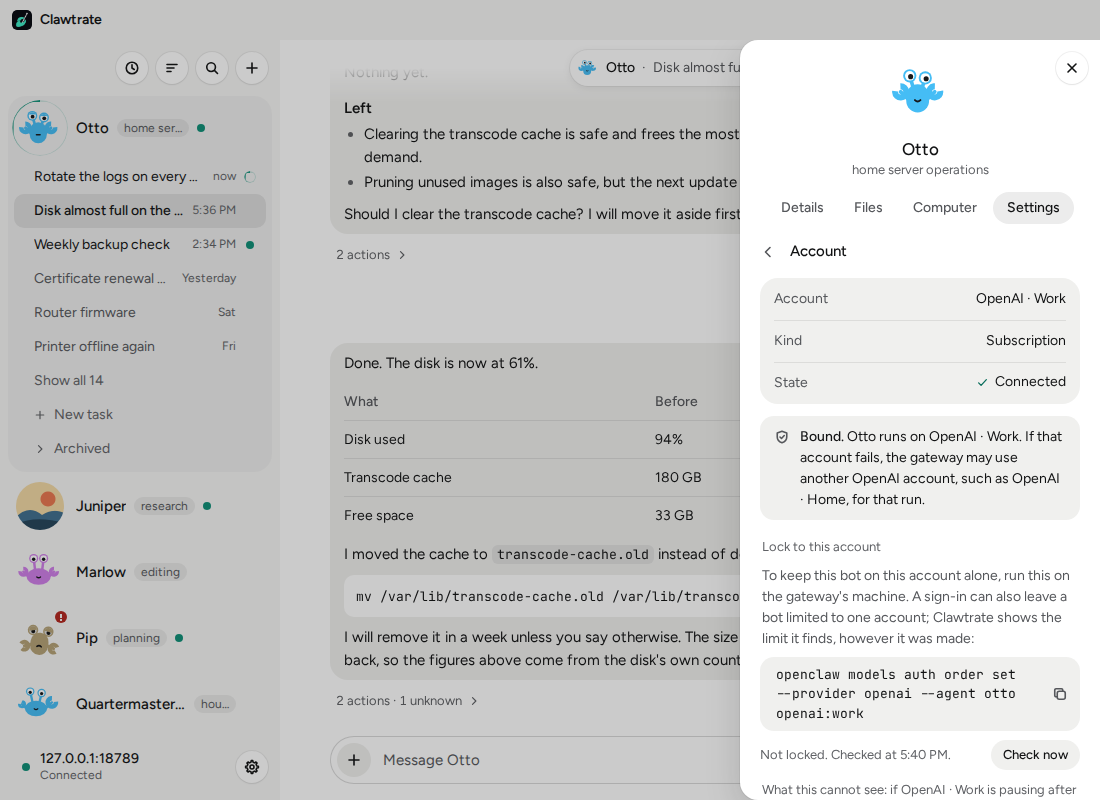 Clawtrate
Otto home ser...
Rotate the logs on every ... now
Disk almost full on the ... 5:36 PM
Weekly backup check 2:34 PM
Certificate renewal ... Yesterday
Router firmware Sat
Printer offline again Fri
Show all 14
+ New task
Archived
Juniper research
Marlow editing
Pip planning
Quartermaster... hou...
127.0.0.1:18789
Connected
Otto · Disk almost fu
Nothing yet.
Left
• Clearing the transcode cache is safe and frees the most
demand.
• Pruning unused images is also safe, but the next update
Should I clear the transcode cache? I will move it aside first
2 actions
Done. The disk is now at 61%.
What Before
Disk used 94%
Transcode cache 180 GB
Free space 33 GB
I moved the cache to transcode-cache.old instead of d
mv /var/lib/transcode-cache.old /var/lib/transco
I will remove it in a week unless you say otherwise. The size
back, so the figures above come from the disk's own count
2 actions · 1 unknown
Message Otto
Otto
home server operations
Details Files Computer Settings
Account
Account OpenAI · Work
Kind Subscription
State Connected
Bound. Otto runs on OpenAI · Work. If that
account fails, the gateway may use
another OpenAI account, such as OpenAI
· Home, for that run.
Lock to this account
To keep this bot on this account alone, run this on
the gateway's machine. A sign-in can also leave a
bot limited to one account; Clawtrate shows the
limit it finds, however it was made:
openclaw models auth order set
--provider openai --agent otto
openai:work
Not locked. Checked at 5:40 PM. Check now
What this cannot see: if OpenAI · Work is pausing after